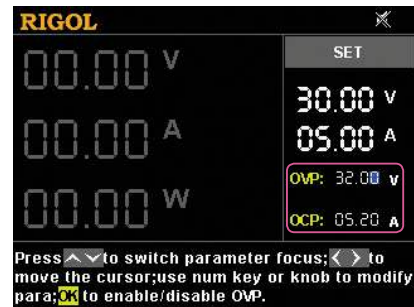 RIGOL
SET
00.00 V
30.00 V
00.00 A
05.00 A
OVP: 32.00 V
00.00 W
OCP: 05.20 A
Press to switch parameter focus; to
move the cursor;use num key or knob to modify
para;OK to enable/disable OVP.